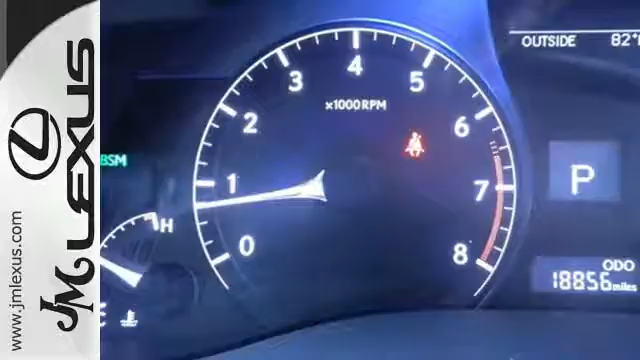 JM LEXUS
www.jmlexus.com
OUTSIDE 82°
x1000RPM
0
1
2
3
4
5
6
7
8
BSM
H
P
ODO
18856 miles